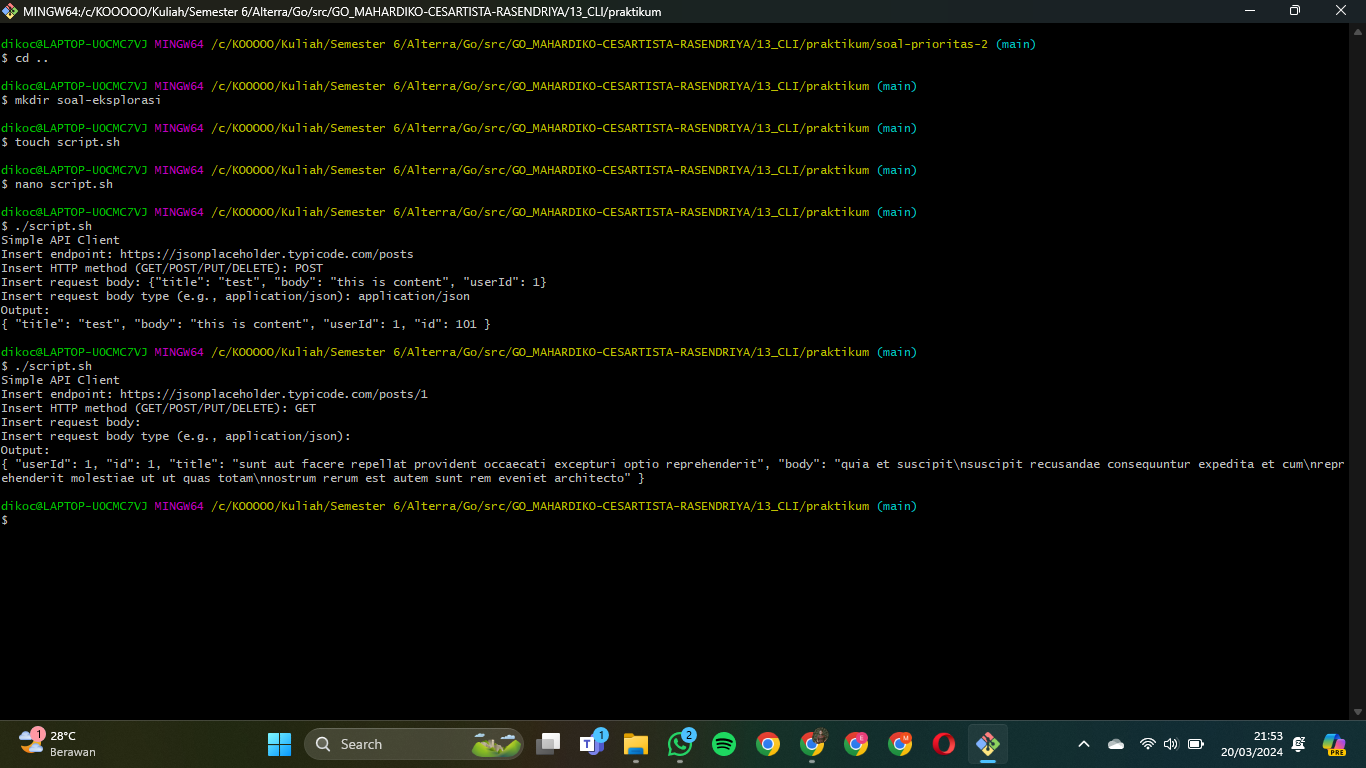 MINGW64:/c/KOOOOO/Kuliah/Semester 6/Alterra/Go/src/GO_MAHARDIKO-CESARTISTA-RASENDRIYA/13_CLI/praktikum
dikoc@LAPTOP-UOCMC7VJ MINGW64 /c/KOOOOO/Kuliah/Semester 6/Alterra/Go/src/GO_MAHARDIKO-CESARTISTA-RASENDRIYA/13_CLI/praktikum/soal-prioritas-2 (main)
$ cd ..
dikoc@LAPTOP-UOCMC7VJ MINGW64 /c/KOOOOO/Kuliah/Semester 6/Alterra/Go/src/GO_MAHARDIKO-CESARTISTA-RASENDRIYA/13_CLI/praktikum (main)
$ mkdir soal-eksplorasi
dikoc@LAPTOP-UOCMC7VJ MINGW64 /c/KOOOOO/Kuliah/Semester 6/Alterra/Go/src/GO_MAHARDIKO-CESARTISTA-RASENDRIYA/13_CLI/praktikum (main)
$ touch script.sh
dikoc@LAPTOP-UOCMC7VJ MINGW64 /c/KOOOOO/Kuliah/Semester 6/Alterra/Go/src/GO_MAHARDIKO-CESARTISTA-RASENDRIYA/13_CLI/praktikum (main)
$ nano script.sh
dikoc@LAPTOP-UOCMC7VJ MINGW64 /c/KOOOOO/Kuliah/Semester 6/Alterra/Go/src/GO_MAHARDIKO-CESARTISTA-RASENDRIYA/13_CLI/praktikum (main)
$ ./script.sh
Simple API Client
Insert endpoint: https://jsonplaceholder.typicode.com/posts
Insert HTTP method (GET/POST/PUT/DELETE): POST
Insert request body: {"title": "test", "body": "this is content", "userId": 1}
Insert request body type (e.g., application/json): application/json
Output:
{ "title": "test", "body": "this is content", "userId": 1, "id": 101 }
dikoc@LAPTOP-UOCMC7VJ MINGW64 /c/KOOOOO/Kuliah/Semester 6/Alterra/Go/src/GO_MAHARDIKO-CESARTISTA-RASENDRIYA/13_CLI/praktikum (main)
$ ./script.sh
Simple API Client
Insert endpoint: https://jsonplaceholder.typicode.com/posts/1
Insert HTTP method (GET/POST/PUT/DELETE): GET
Insert request body:
Insert request body type (e.g., application/json):
Output:
{ "userId": 1, "id": 1, "title": "sunt aut facere repellat provident occaecati excepturi optio reprehenderit", "body": "quia et suscipit\nsuscipit recusandae consequuntur expedita et cum\nrepr
ehenderit molestiae ut ut quas totam\nnostrum rerum est autem sunt rem eveniet architecto" }
dikoc@LAPTOP-UOCMC7VJ MINGW64 /c/KOOOOO/Kuliah/Semester 6/Alterra/Go/src/GO_MAHARDIKO-CESARTISTA-RASENDRIYA/13_CLI/praktikum (main)
$
1
28°C
Berawan
Search
1
2
E
M
21:53
20/03/2024
PRE